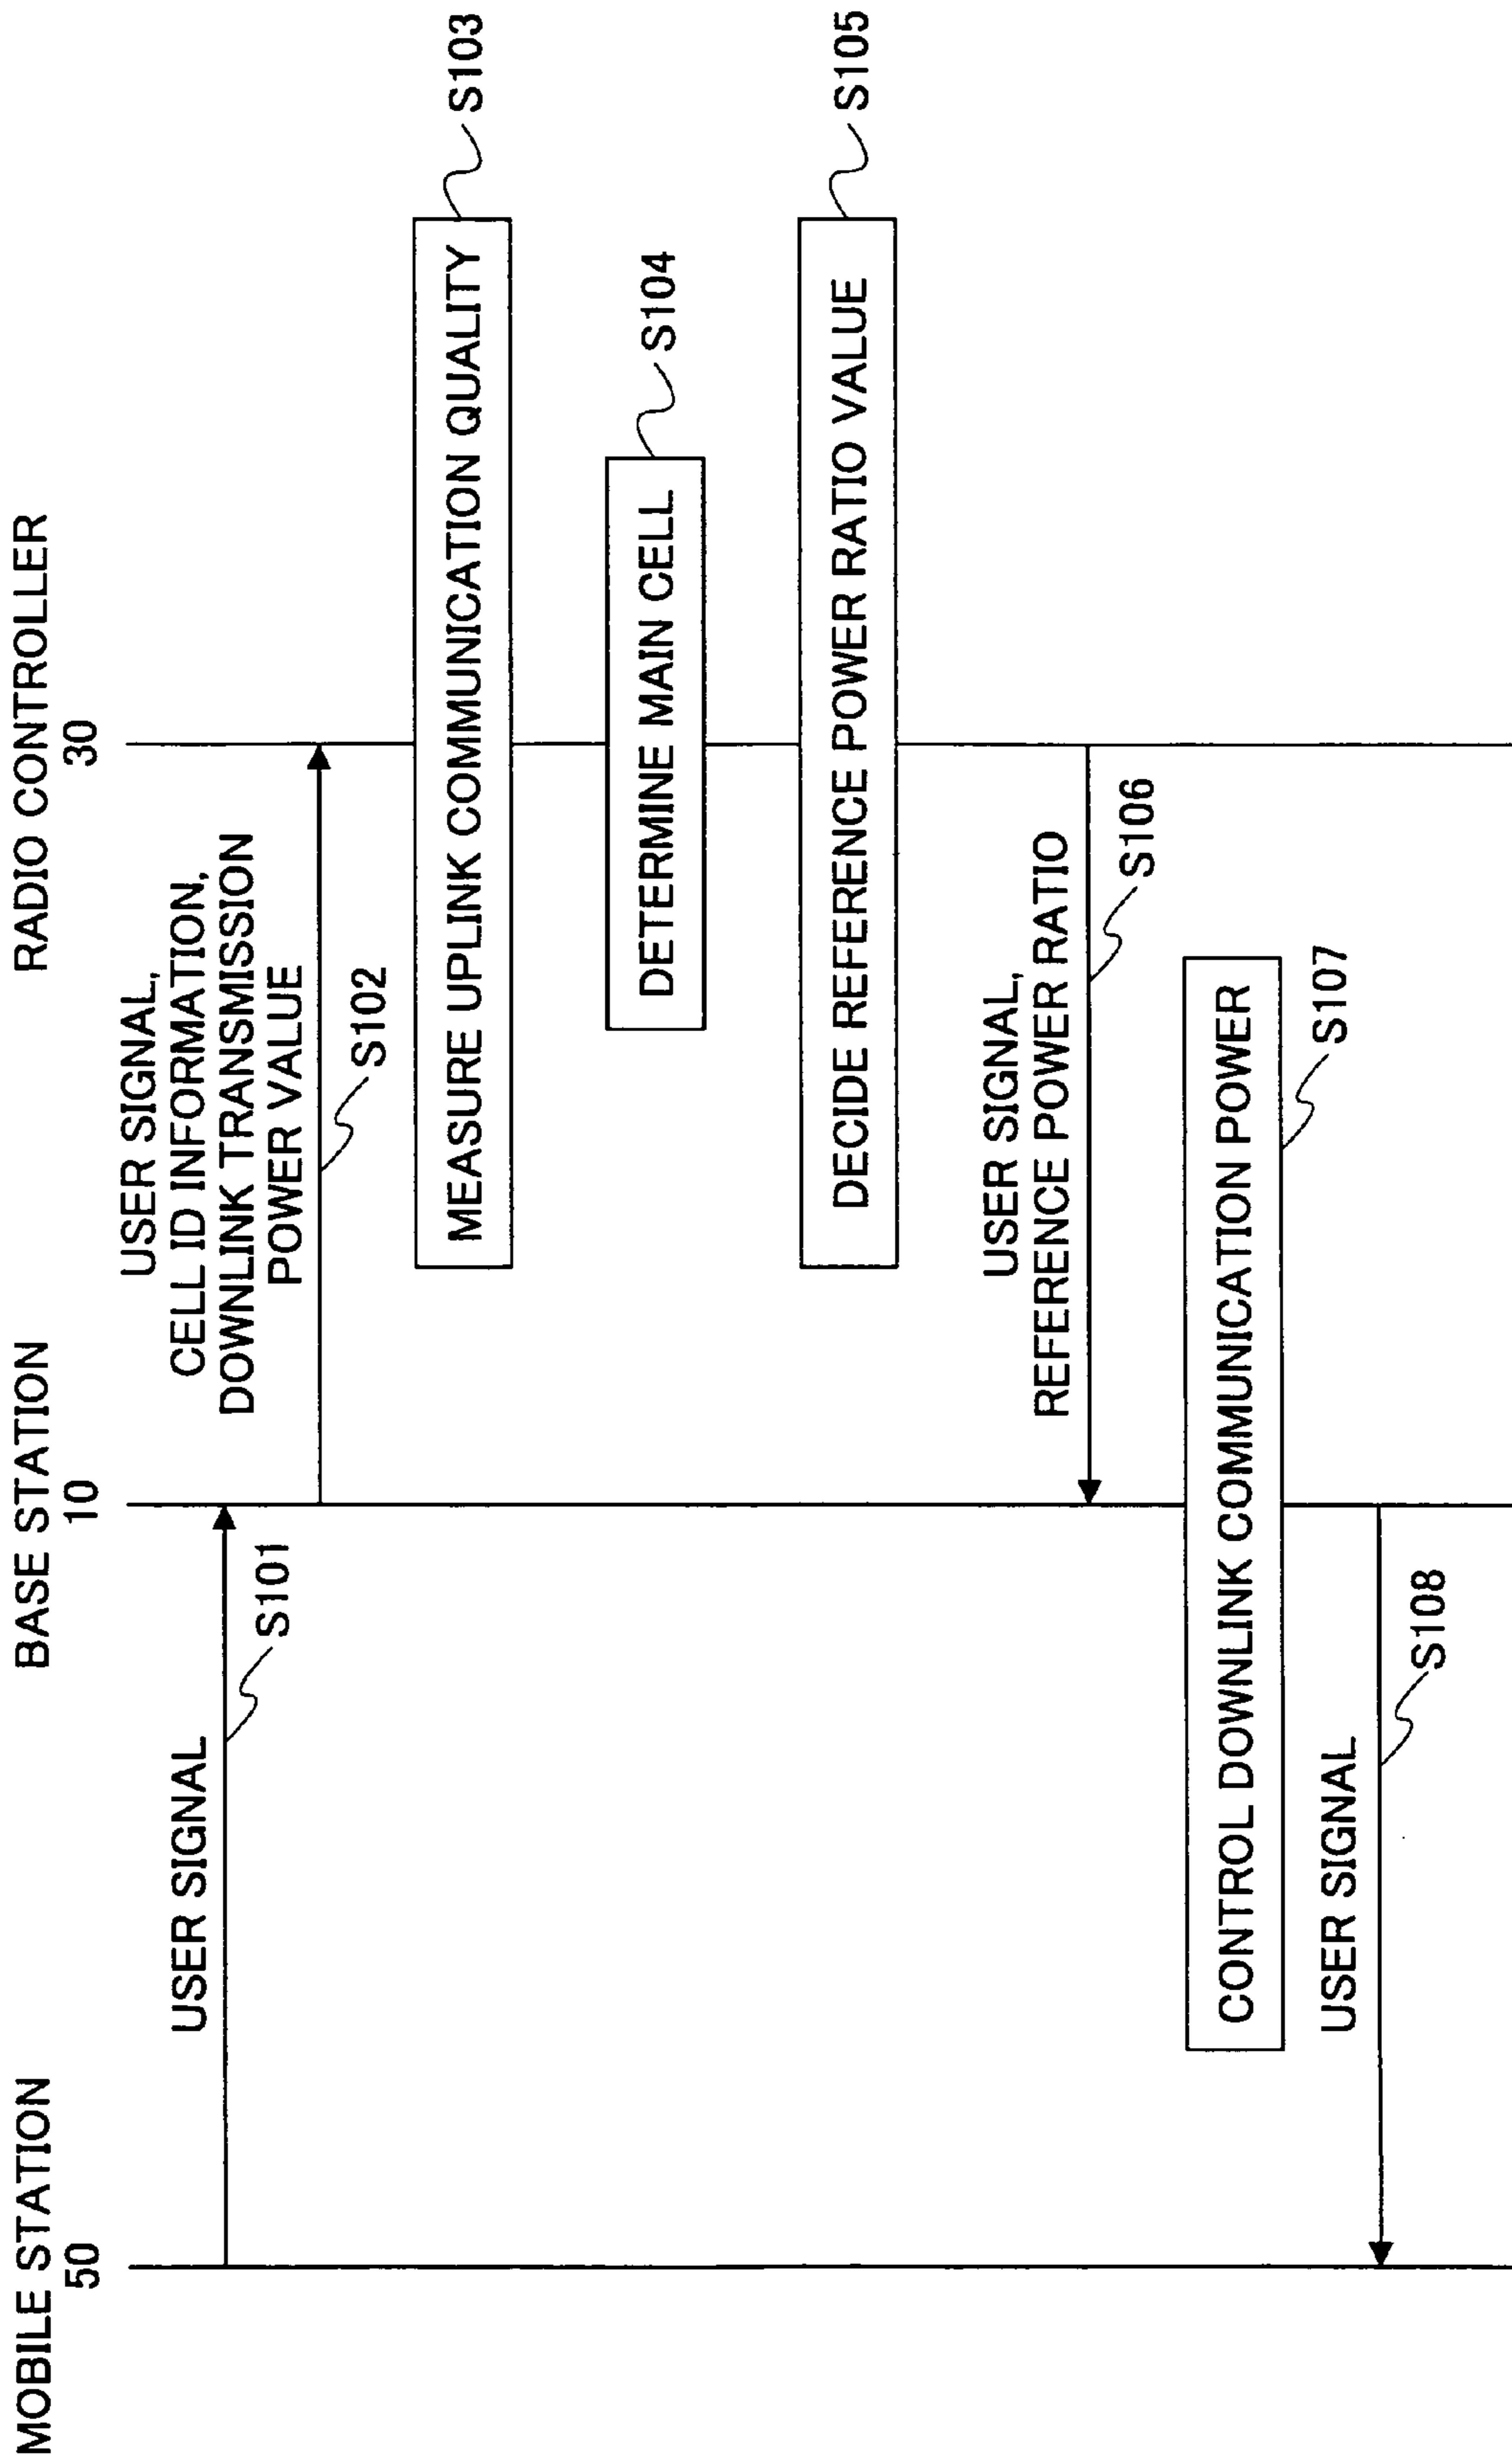 MOBILE STATION
50
BASE STATION
10
RADIO CONTROLLER
30
USER SIGNAL
S101
USER SIGNAL,
CELL ID INFORMATION,
DOWNLINK TRANSMISSION
POWER VALUE
S102
MEASURE UPLINK COMMUNICATION QUALITY
S103
DETERMINE MAIN CELL
S104
DECIDE REFERENCE POWER RATIO VALUE
S105
USER SIGNAL,
REFERENCE POWER RATIO
S106
CONTROL DOWNLINK COMMUNICATION POWER
S107
USER SIGNAL
S108